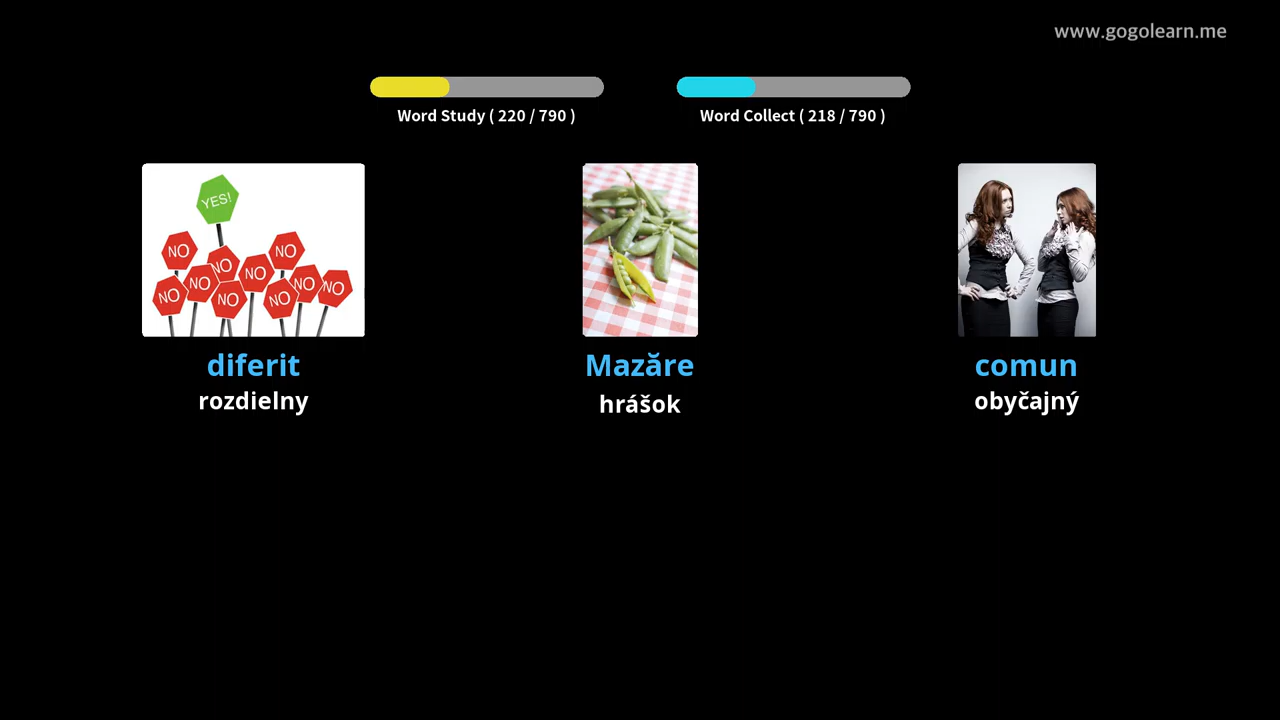 www.gogolearn.me
Word Study ( 220 / 790 )
Word Collect ( 218 / 790 )
YES!
NO
NO
NO
NO
NO
NO
NO
NO
NO
NO
diferit
rozdielny
Mazăre
hrášok
comun
obyčajný